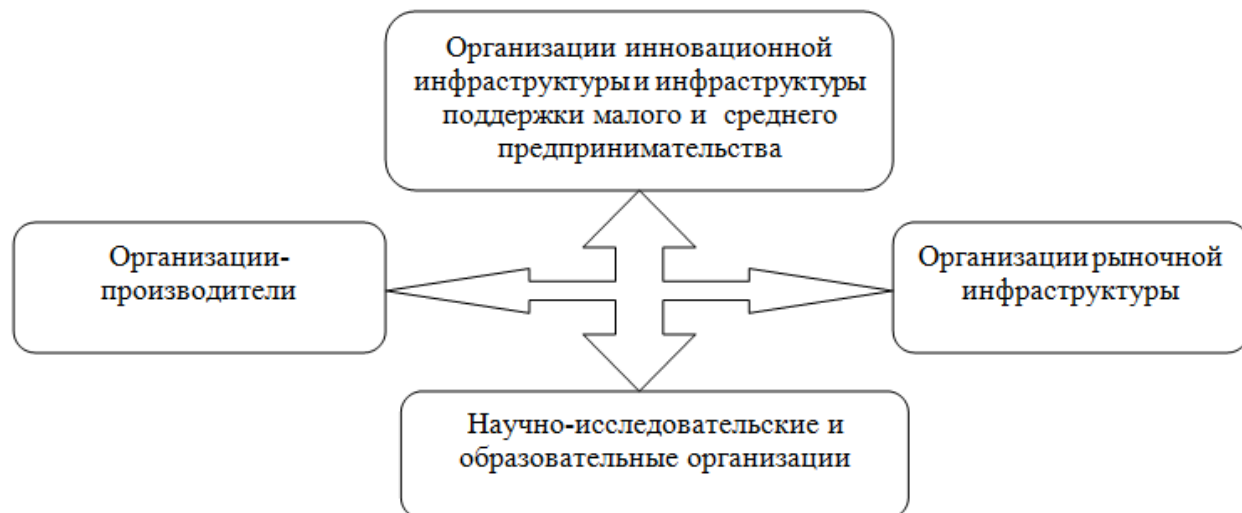 Организации инновационной
инфраструктуры и инфраструктуры
поддержки малого и среднего
предпринимательства
Организации-
производители
Организации рыночной
инфраструктуры
Научно-исследовательские и
образовательные организации